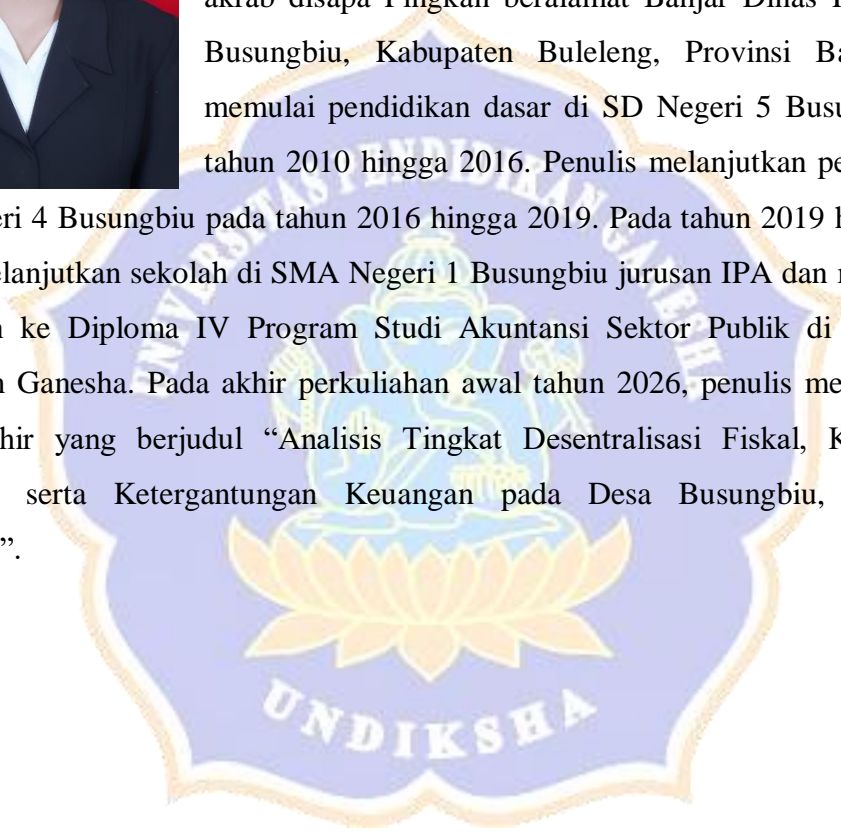 akrab disapa Pingkan beralamat Banjar Dinas
Busungbiu, Kabupaten Buleleng, Provinsi Ba
memulai pendidikan dasar di SD Negeri 5 Busu
tahun 2010 hingga 2016. Penulis melanjutkan pe
eri 4 Busungbiu pada tahun 2016 hingga 2019. Pada tahun 2019 h
elanjutkan sekolah di SMA Negeri 1 Busungbiu jurusan IPA dan
ke Diploma IV Program Studi Akuntansi Sektor Publik di
n Ganesha. Pada akhir perkuliahan awal tahun 2026, penulis me
hir yang berjudul “Analisis Tingkat Desentralisasi Fiskal, K
serta Ketergantungan Keuangan pada Desa Busungbiu,
”.
UNIVERSITAS PENDIDIKAN GANESHA
UNDIKSHA